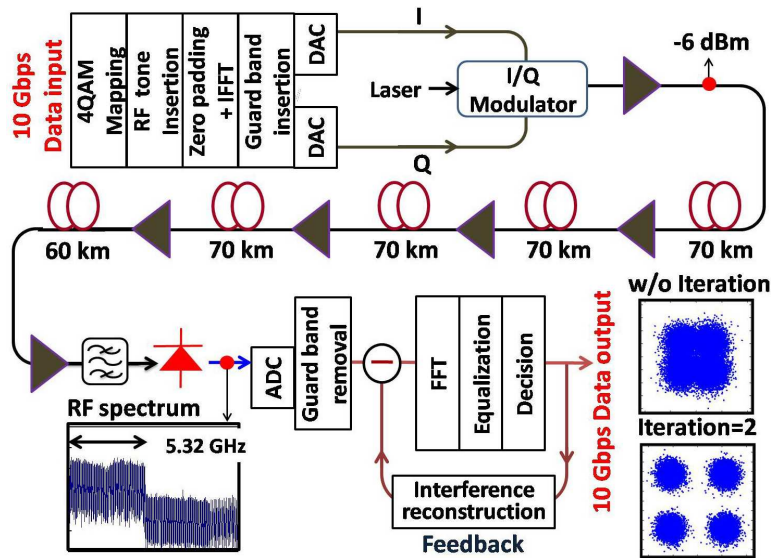 10 Gbps
Data input
4QAM
Mapping
RF tone
Insertion
Zero padding
+ IFFT
Guard band
insertion
DAC
DAC
I
Q
Laser
I/Q
Modulator
-6 dBm
60 km
70 km
70 km
70 km
70 km
ADC
Guard band
removal
FFT
Equalization
Decision
10 Gbps Data output
w/o Iteration
Iteration=2
RF spectrum
5.32 GHz
Interference
reconstruction
Feedback